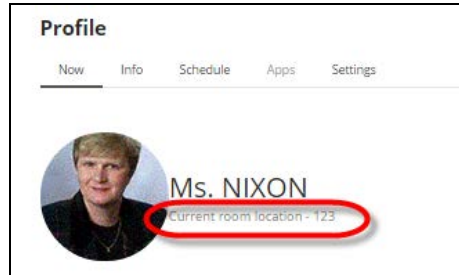 Profile
Now Info Schedule Apps Settings
Ms. NIXON
Current room location - 123